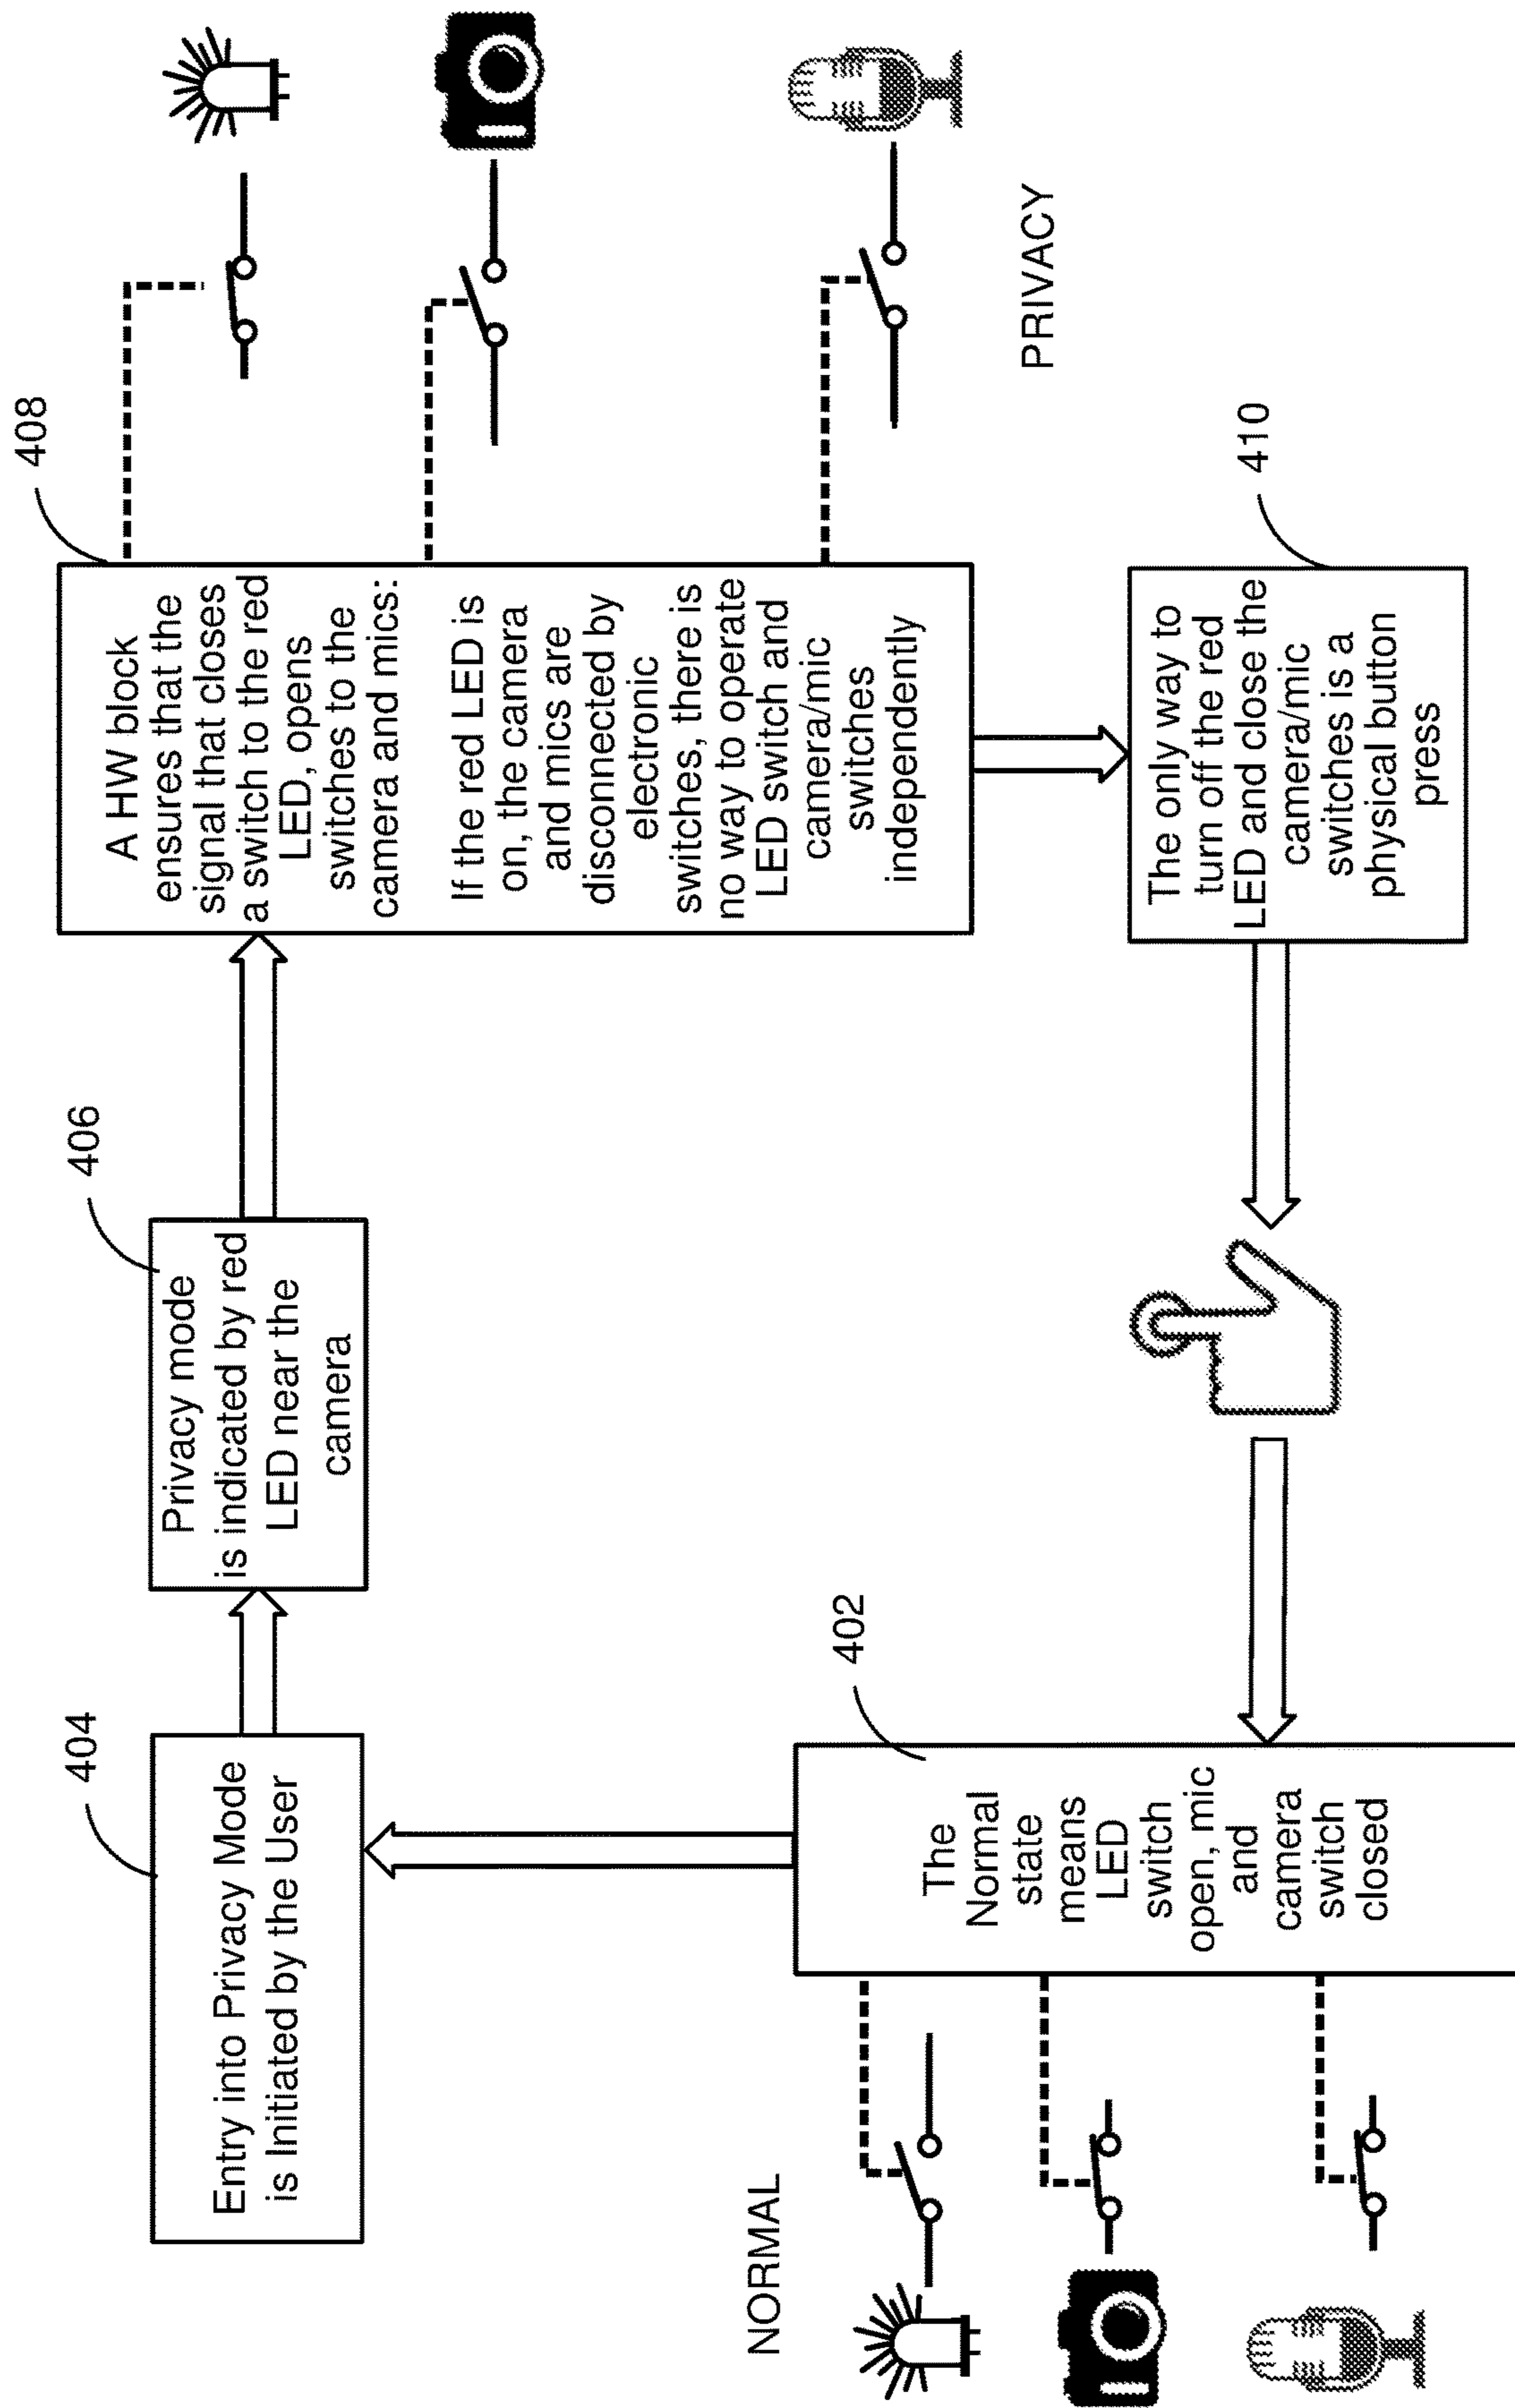 404
Entry into Privacy Mode
is Initiated by the User
406
Privacy mode
is indicated by red
LED near the
camera
408
A HW block
ensures that the
signal that closes
a switch to the red
LED, opens
switches to the
camera and mics:
If the red LED is
on, the camera
and mics are
disconnected by
electronic
switches, there is
no way to operate
LED switch and
camera/mic
switches
independently
PRIVACY
410
The only way to
turn off the red
LED and close the
camera/mic
switches is a
physical button
press
NORMAL
402
The
Normal
state
means
LED
switch
open, mic
and
camera
switch
closed